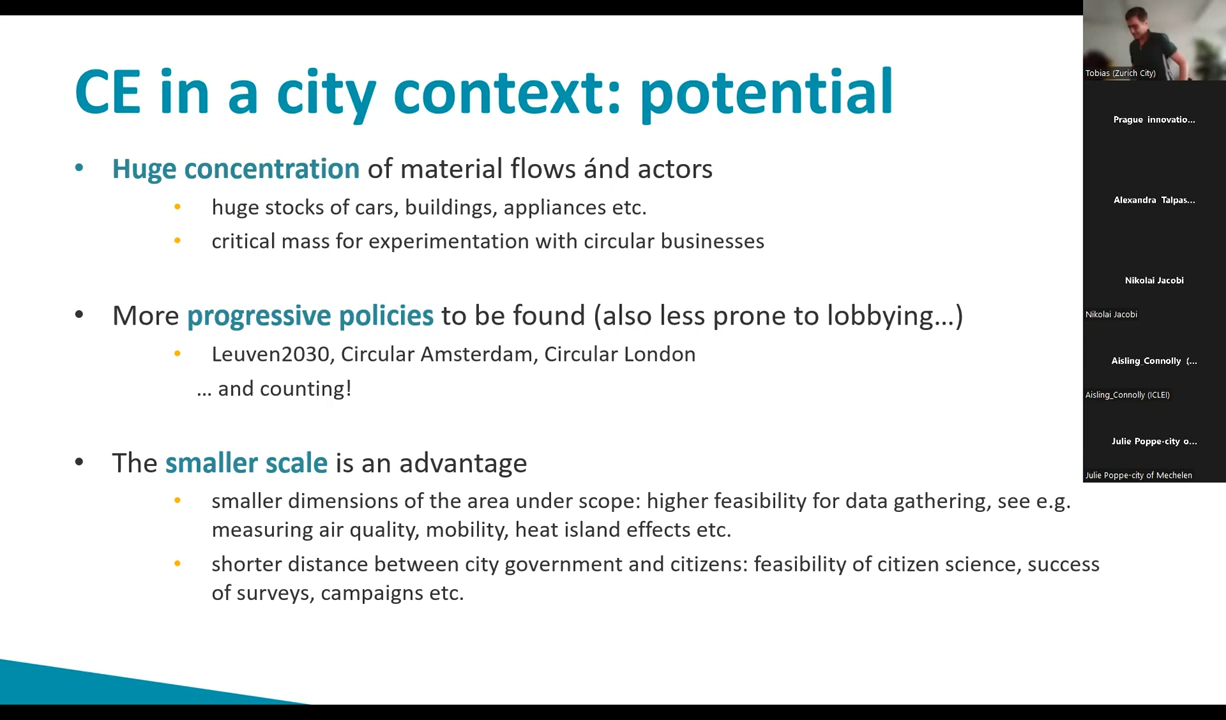 CE in a city context: potential
• Huge concentration of material flows ánd actors
• huge stocks of cars, buildings, appliances etc.
• critical mass for experimentation with circular businesses
• More progressive policies to be found (also less prone to lobbying...)
• Leuven2030, Circular Amsterdam, Circular London
... and counting!
• The smaller scale is an advantage
• smaller dimensions of the area under scope: higher feasibility for data gathering, see e.g.
measuring air quality, mobility, heat island effects etc.
• shorter distance between city government and citizens: feasibility of citizen science, success
of surveys, campaigns etc.
Tobias (Zurich City)
Prague innovatio...
Alexandra Talpas...
Nikolai Jacobi
Nikolai Jacobi
Aisling_Connolly (...
Aisling_Connolly (ICLEI)
Julie Poppe-city o...
Julie Poppe-city of Mechelen